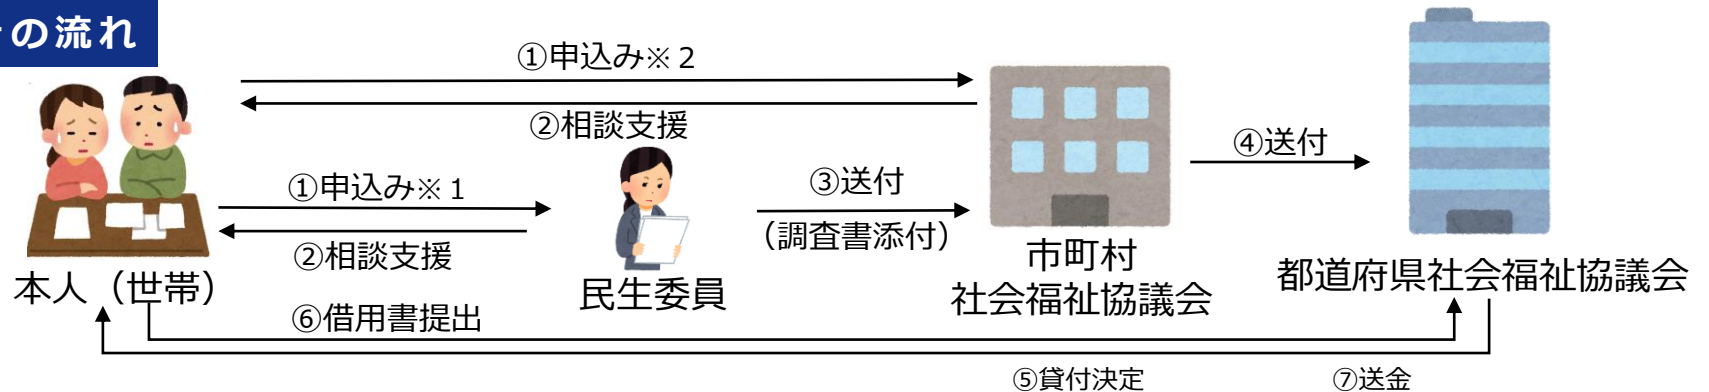 の流れ
①申込み※２
②相談支援
①申込み※１
②相談支援
③送付
（調査書添付）
④送付
本人（世帯）
民生委員
市町村
社会福祉協議会
都道府県社会福祉協議会
⑥借用書提出
⑤貸付決定
⑦送金